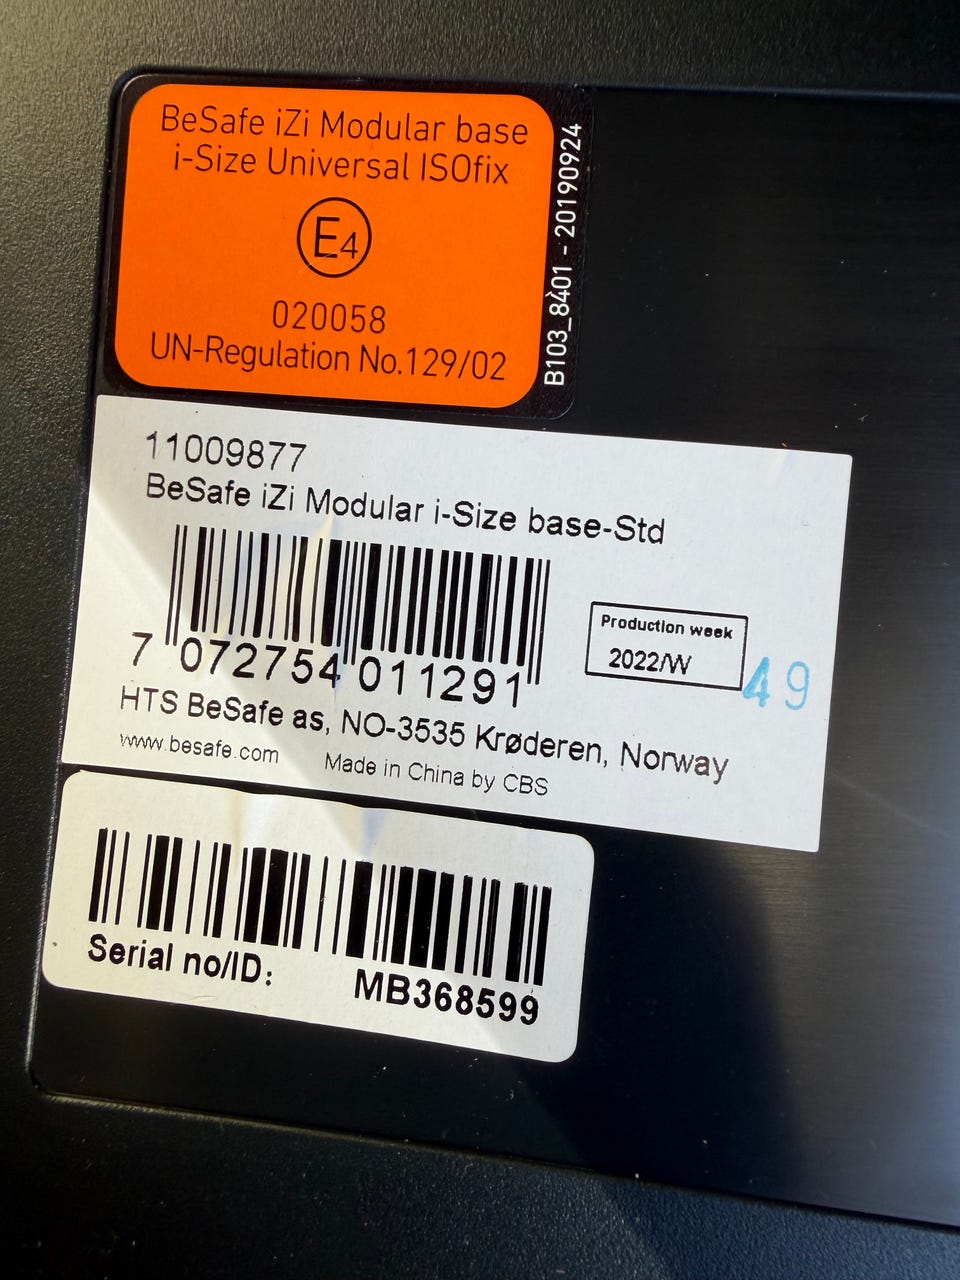 BeSafe iZi Modular base
i-Size Universal ISOfix
E4
020058
UN-Regulation No.129/02
B103_8401 - 20190924
11009877
BeSafe iZi Modular i-Size base-Std
7 072754 011291
Production week
2022/W 49
HTS BeSafe as, NO-3535 Krøderen, Norway
www.besafe.com Made in China by CBS
Serial no/ID: MB368599